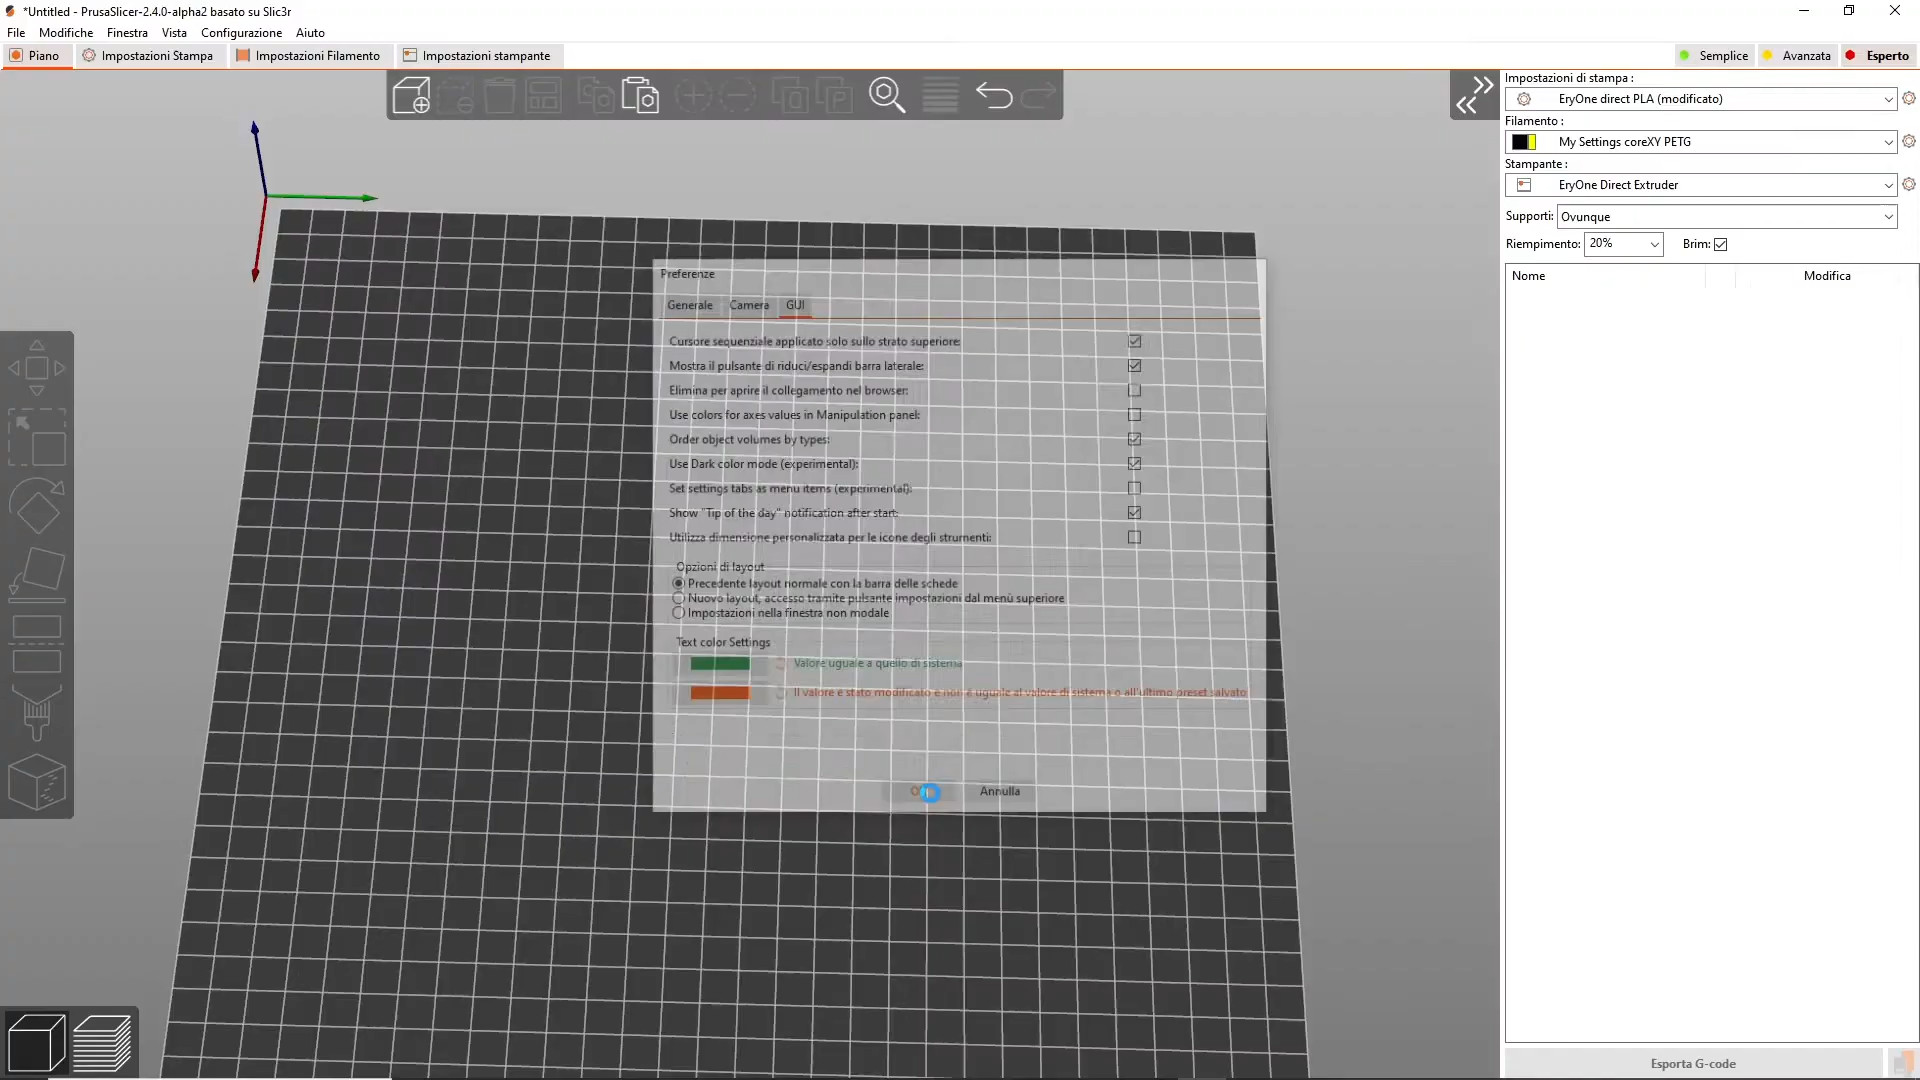 *Untitled - PrusaSlicer-2.4.0-alpha2 basato su Slic3r
File Modifiche Finestra Vista Configurazione Aiuto
Piano Impostazioni Stampa Impostazioni Filamento Impostazioni stampante Semplice Avanzata Esperto
Impostazioni di stampa :
EryOne direct PLA (modificato)
Filamento :
My Settings coreXY PETG
Stampante :
EryOne Direct Extruder
Supporti: Ovunque
Riempimento: 20% Brim:
Nome Modifica
Preferenze
Generale Camera GUI
Cursore sequenziale applicato solo sullo strato superiore:
Mostra il pulsante di riduci/espandi barra laterale:
Elimina per aprire il collegamento nel browser:
Use colors for axes values in Manipulation panel:
Order object volumes by types:
Use Dark color mode (experimental):
Set settings tabs as menu items (experimental):
Show "Tip of the day" notification after start:
Utilizza dimensione personalizzata per le icone degli strumenti:
Opzioni di layout
Precedente layout normale con la barra delle schede
Nuovo layout, accesso tramite pulsante impostazioni dal menù superiore
Impostazioni nella finestra non modale
Text color Settings
Valore uguale a quello di sistema
Il valore è stato modificato e non è uguale al valore di sistema o all'ultimo preset salvato
Annulla
Esporta G-code